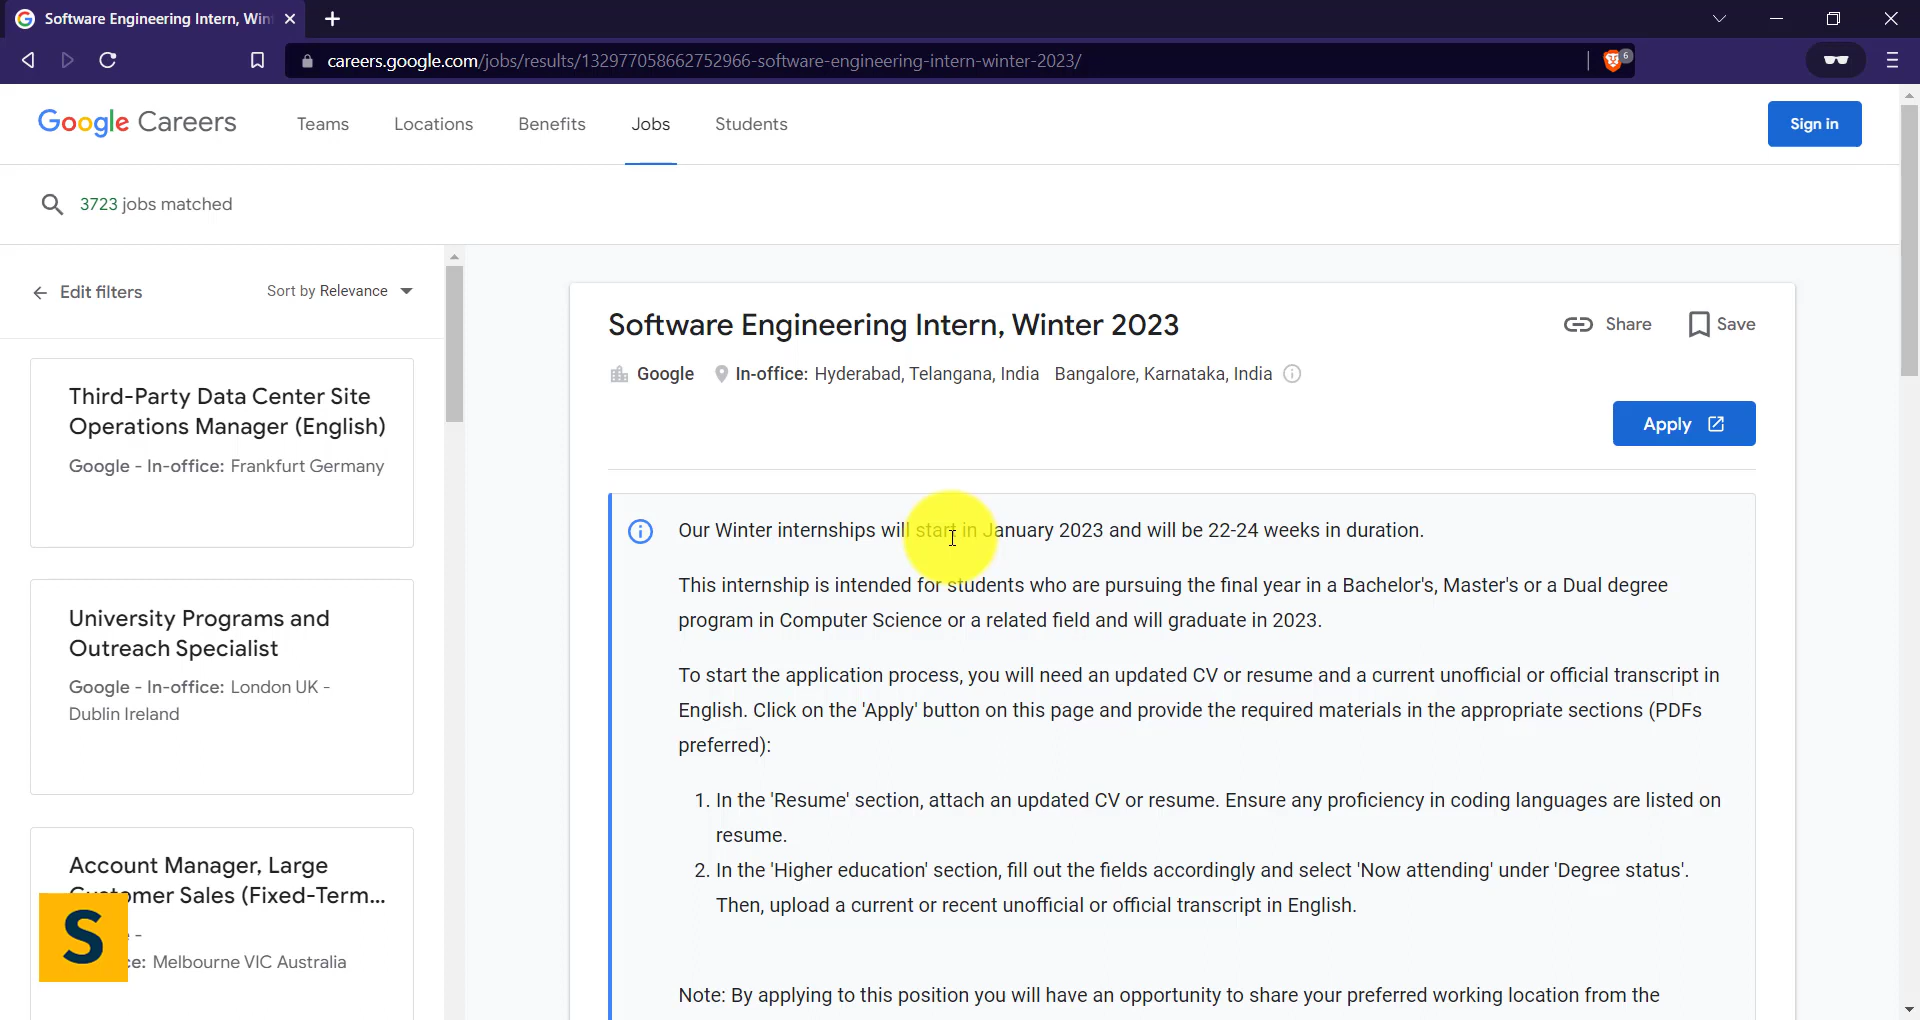 Software Engineering Intern, Win
careers.google.com/jobs/results/132977058662752966-software-engineering-intern-winter-2023/
6
Google Careers
Teams
Locations
Benefits
Jobs
Students
Sign in
3723 jobs matched
Edit filters
Sort by Relevance
Third-Party Data Center Site
Operations Manager (English)
Google - In-office: Frankfurt Germany
University Programs and
Outreach Specialist
Google - In-office: London UK -
Dublin Ireland
Account Manager, Large
Customer Sales (Fixed-Term...
e -
ce: Melbourne VIC Australia
S
Software Engineering Intern, Winter 2023
Share
Save
Google In-office: Hyderabad, Telangana, India Bangalore, Karnataka, India
Apply
Our Winter internships will start in January 2023 and will be 22-24 weeks in duration.
This internship is intended for students who are pursuing the final year in a Bachelor's, Master's or a Dual degree
program in Computer Science or a related field and will graduate in 2023.
To start the application process, you will need an updated CV or resume and a current unofficial or official transcript in
English. Click on the 'Apply' button on this page and provide the required materials in the appropriate sections (PDFs
preferred):
1. In the 'Resume' section, attach an updated CV or resume. Ensure any proficiency in coding languages are listed on
resume.
2. In the 'Higher education' section, fill out the fields accordingly and select 'Now attending' under 'Degree status'.
Then, upload a current or recent unofficial or official transcript in English.
Note: By applying to this position you will have an opportunity to share your preferred working location from the